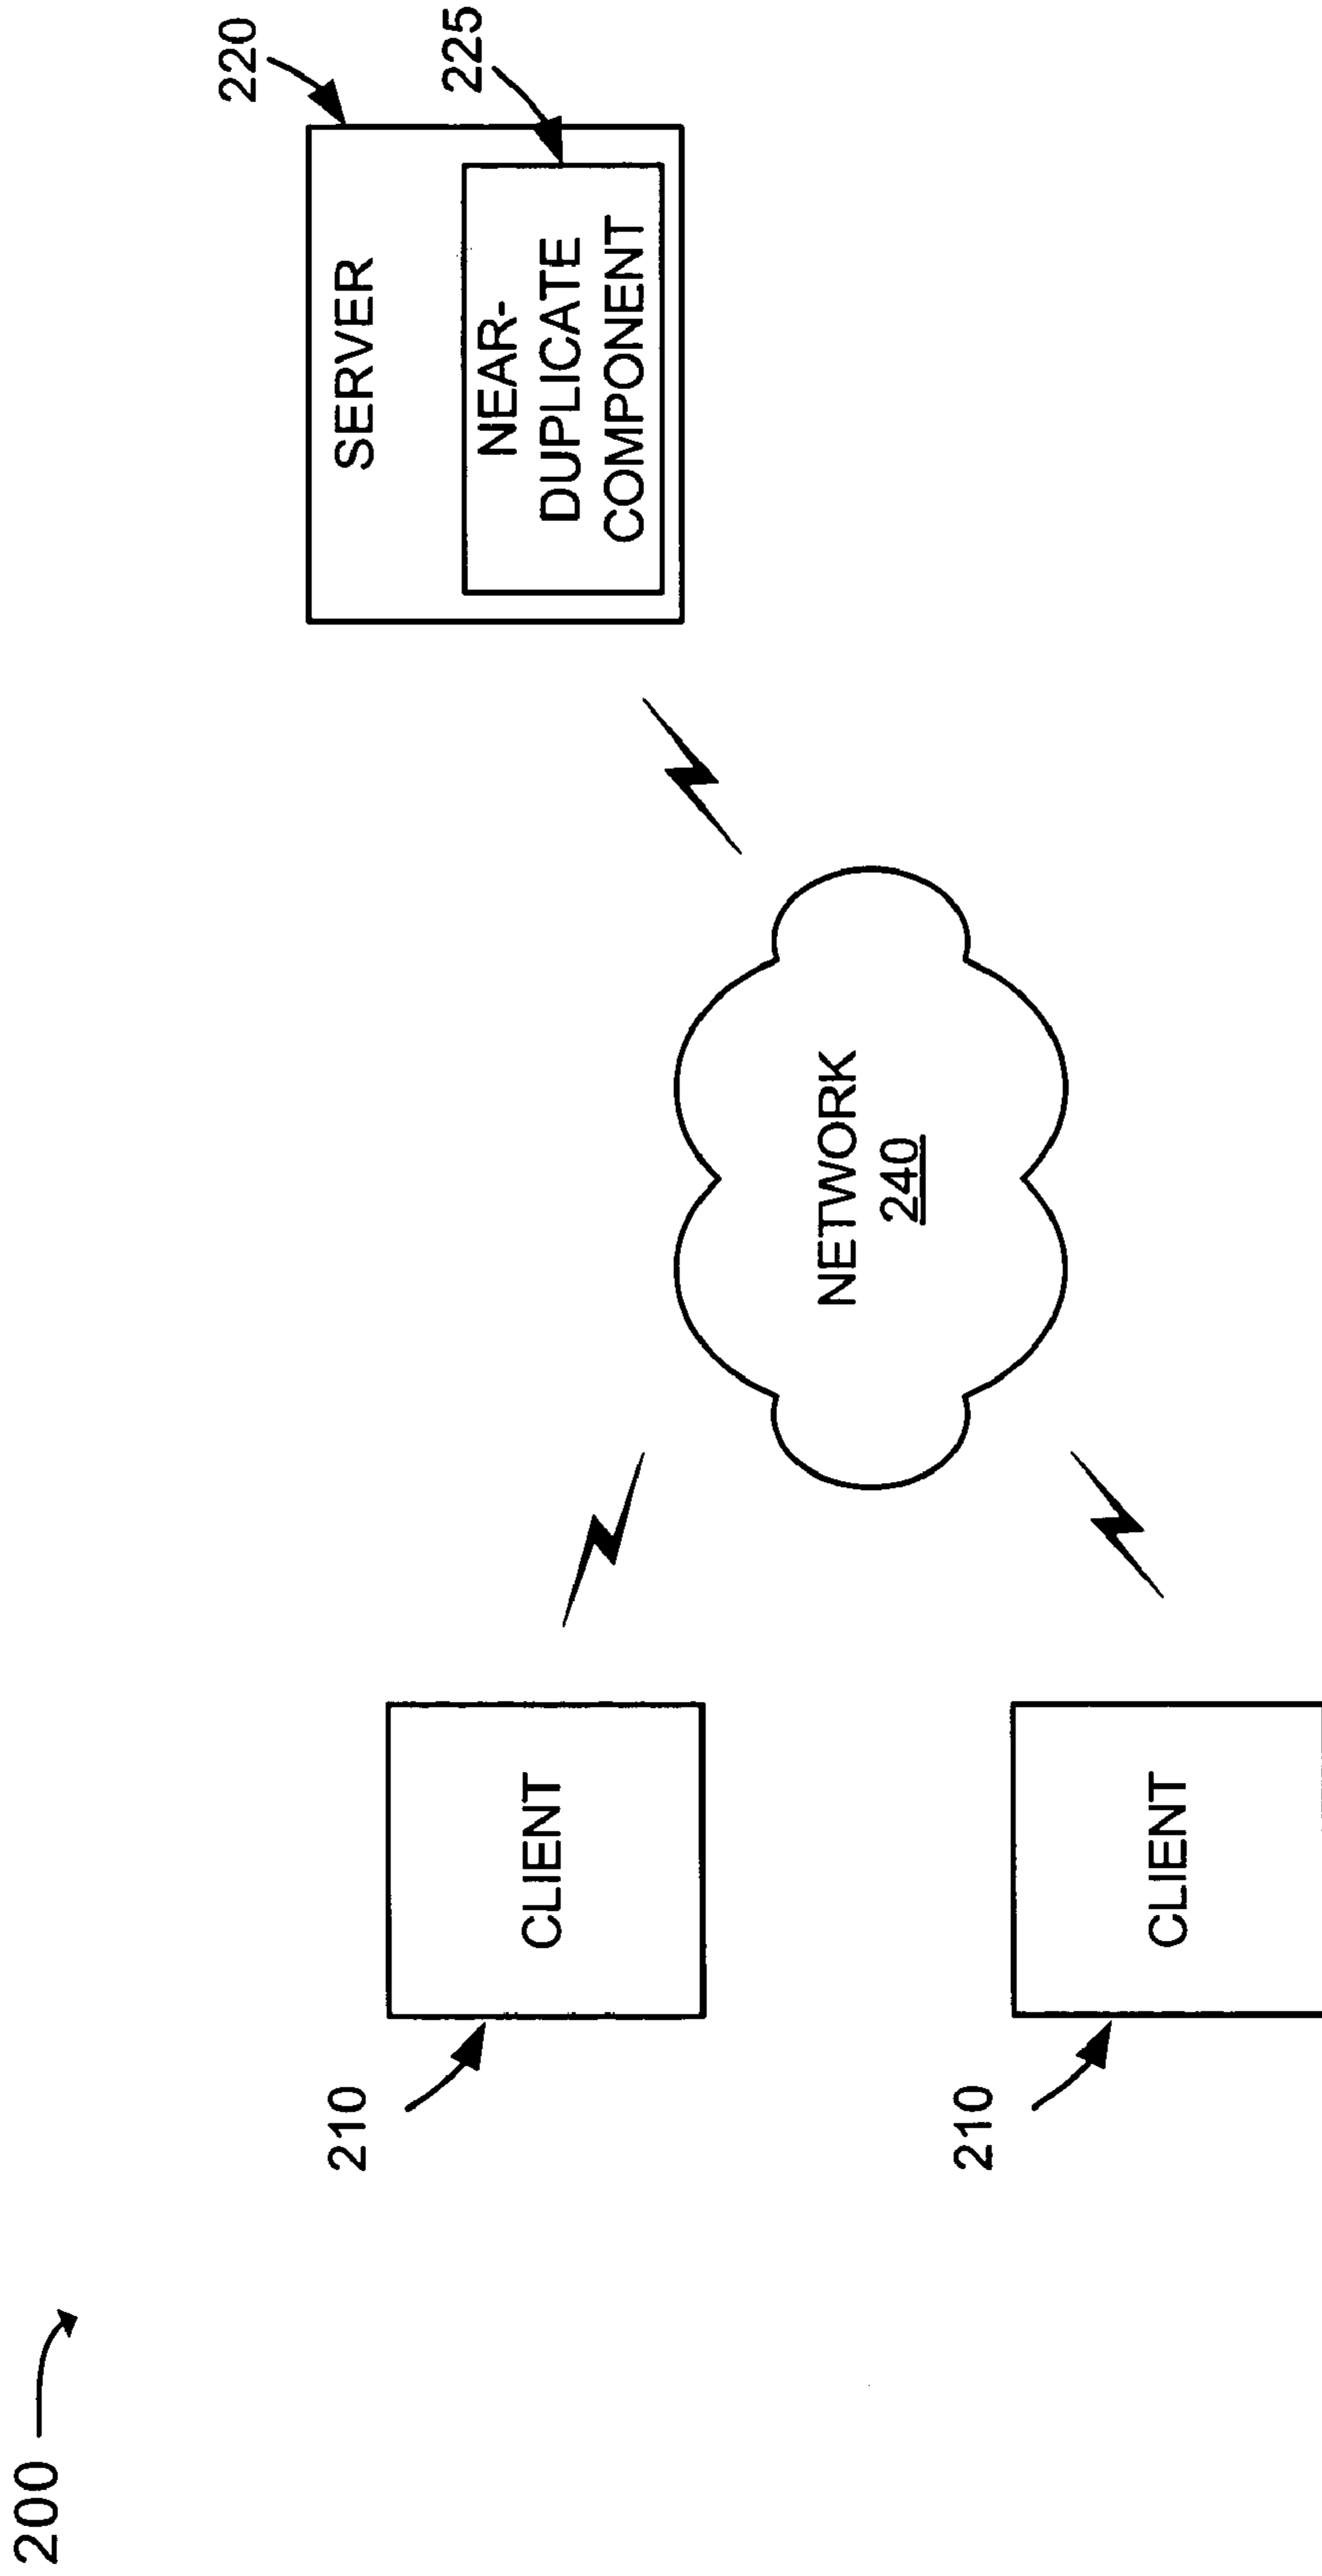 200
210
CLIENT
210
CLIENT
NETWORK
240
220
SERVER
225
NEAR-
DUPLICATE
COMPONENT